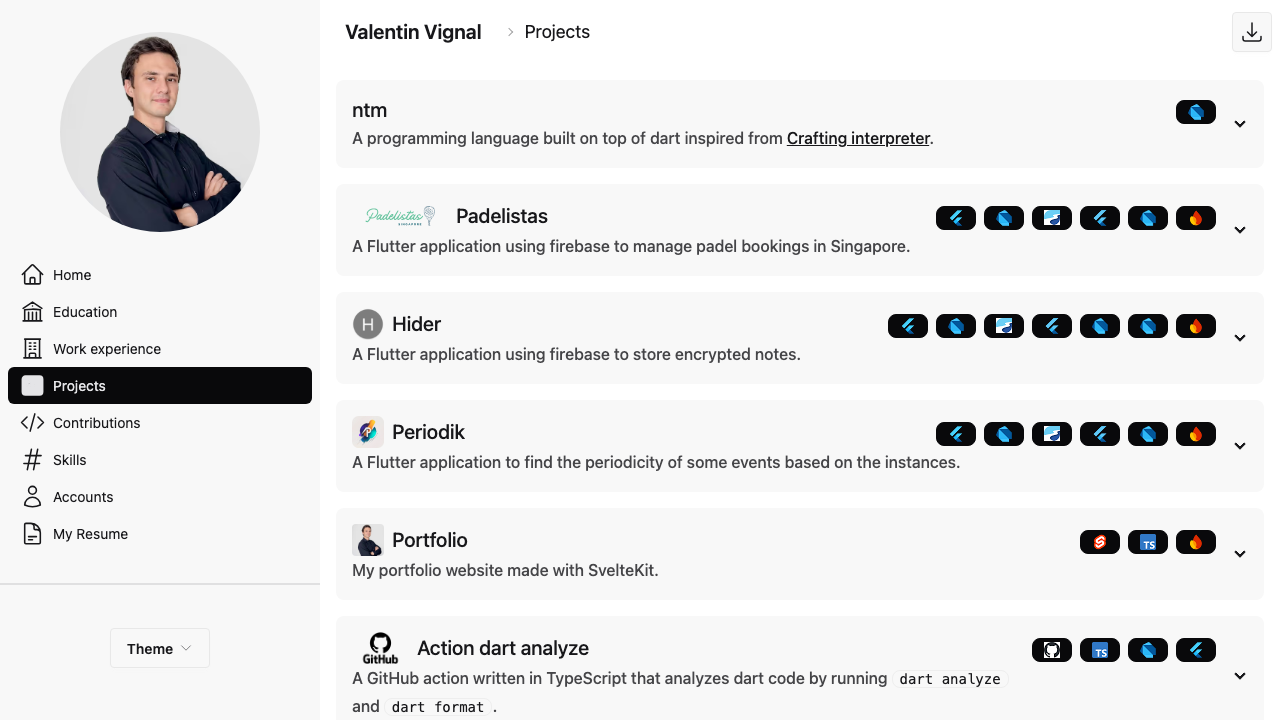 Valentin Vignal
Projects
Home
Education
Work experience
Projects
Contributions
Skills
Accounts
My Resume
Theme
ntm
A programming language built on top of dart inspired from Crafting interpreter.
Padelistas
SINGAPORE
Padelistas
A Flutter application using firebase to manage padel bookings in Singapore.
H
Hider
A Flutter application using firebase to store encrypted notes.
Periodik
A Flutter application to find the periodicity of some events based on the instances.
Portfolio
TS
My portfolio website made with SvelteKit.
GitHub
Action dart analyze
TS
A GitHub action written in TypeScript that analyzes dart code by running dart analyze
and dart format .